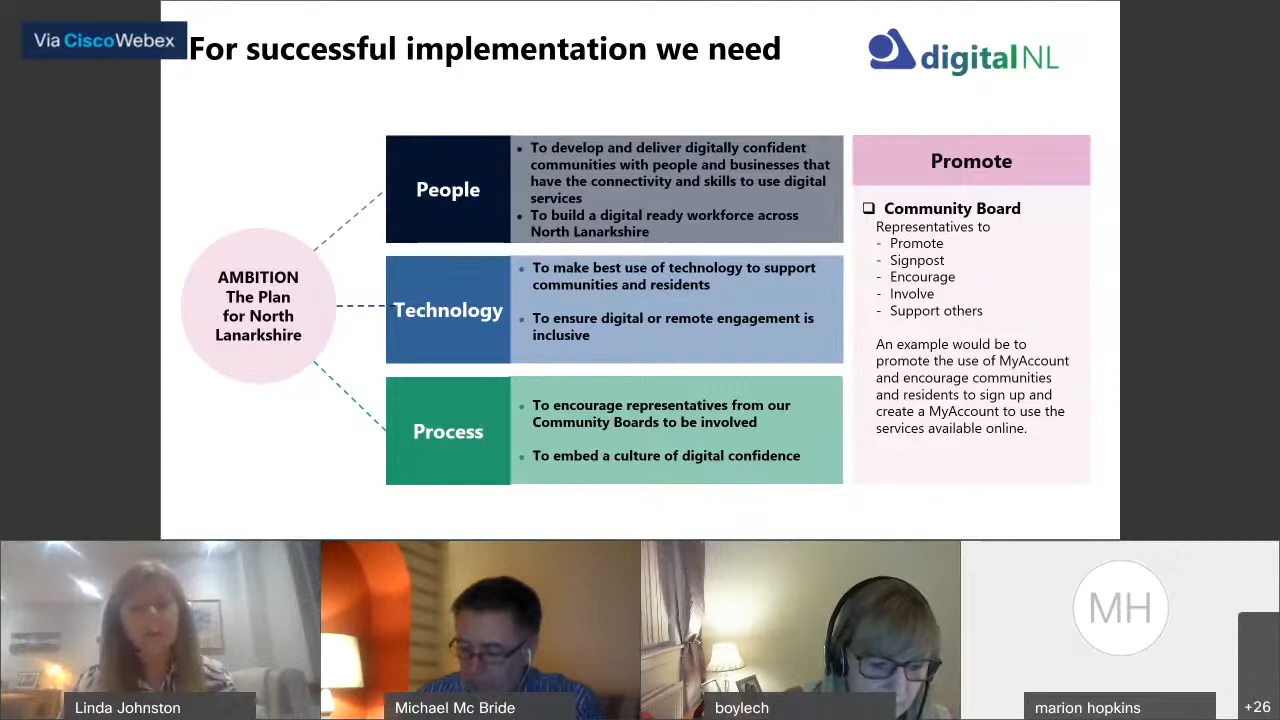 Via Cisco Webex
For successful implementation we need
digital NL
AMBITION
The Plan
for North
Lanarkshire
People
• To develop and deliver digitally confident
communities with people and businesses that
have the connectivity and skills to use digital
services
• To build a digital ready workforce across
North Lanarkshire
Technology
• To make best use of technology to support
communities and residents
• To ensure digital or remote engagement is
inclusive
Process
• To encourage representatives from our
Community Boards to be involved
• To embed a culture of digital confidence
Promote
❑ Community Board
Representatives to
- Promote
- Signpost
- Encourage
- Involve
- Support others
An example would be to
promote the use of MyAccount
and encourage communities
and residents to sign up and
create a MyAccount to use the
services available online.
MH
Linda Johnston
Michael Mc Bride
boylech
marion hopkins
+26